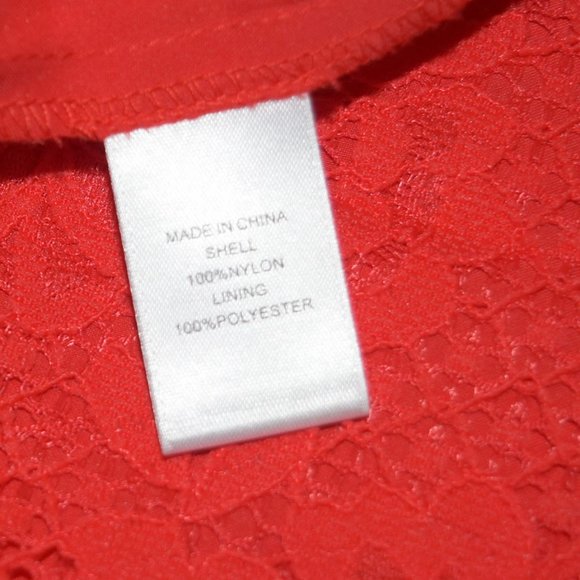 MADE IN CHINA
SHELL
100%NYLON
LINING
100%POLYESTER